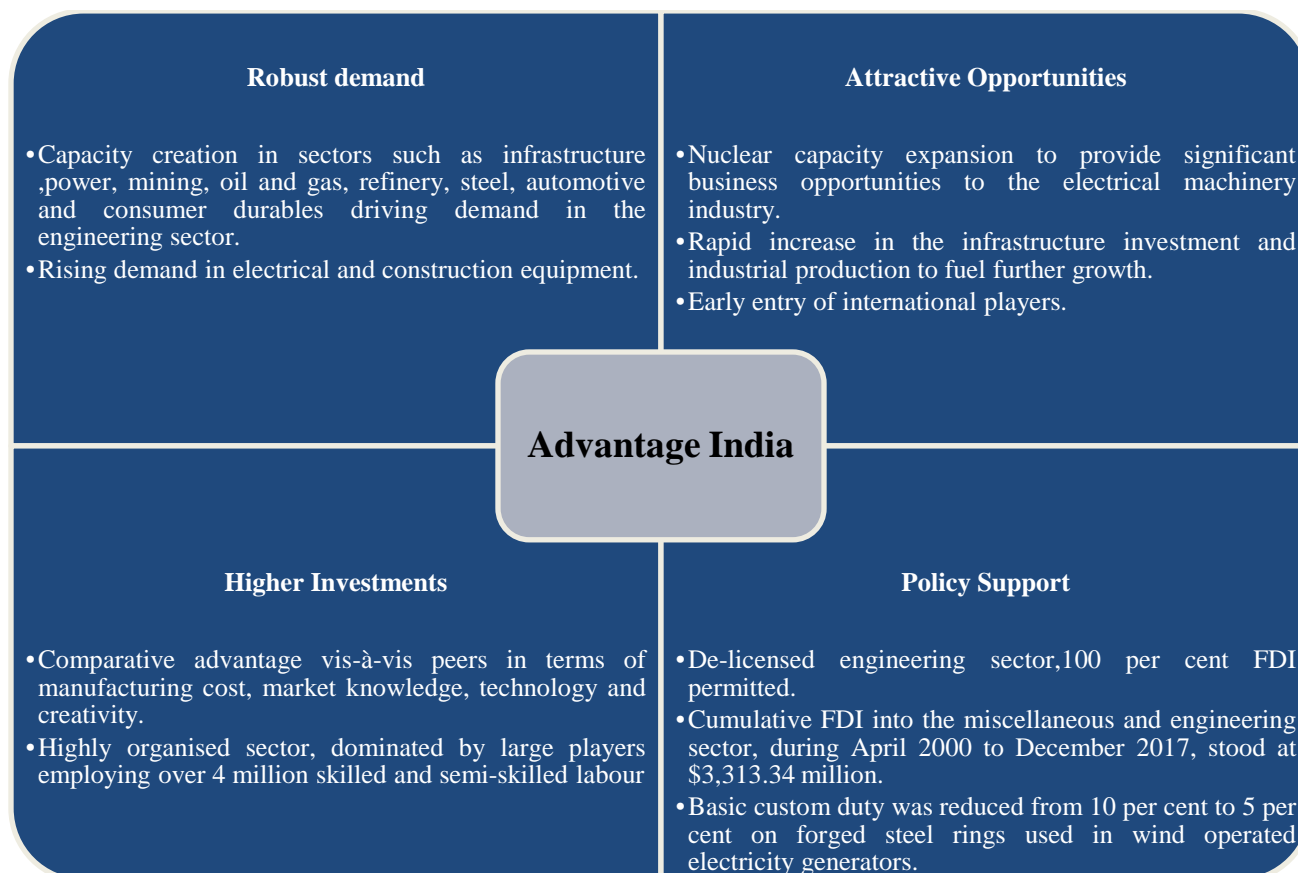 Robust demand
•Capacity creation in sectors such as infrastructure
,power, mining, oil and gas, refinery, steel, automotive
and consumer durables driving demand in the
engineering sector.
•Rising demand in electrical and construction equipment.
Attractive Opportunities
•Nuclear capacity expansion to provide significant
business opportunities to the electrical machinery
industry.
•Rapid increase in the infrastructure investment and
industrial production to fuel further growth.
•Early entry of international players.
Advantage India
Higher Investments
•Comparative advantage vis-à-vis peers in terms of
manufacturing cost, market knowledge, technology and
creativity.
•Highly organised sector, dominated by large players
employing over 4 million skilled and semi-skilled labour
Policy Support
•De-licensed engineering sector,100 per cent FDI
permitted.
•Cumulative FDI into the miscellaneous and engineering
sector, during April 2000 to December 2017, stood at
$3,313.34 million.
•Basic custom duty was reduced from 10 per cent to 5 per
cent on forged steel rings used in wind operated
electricity generators.